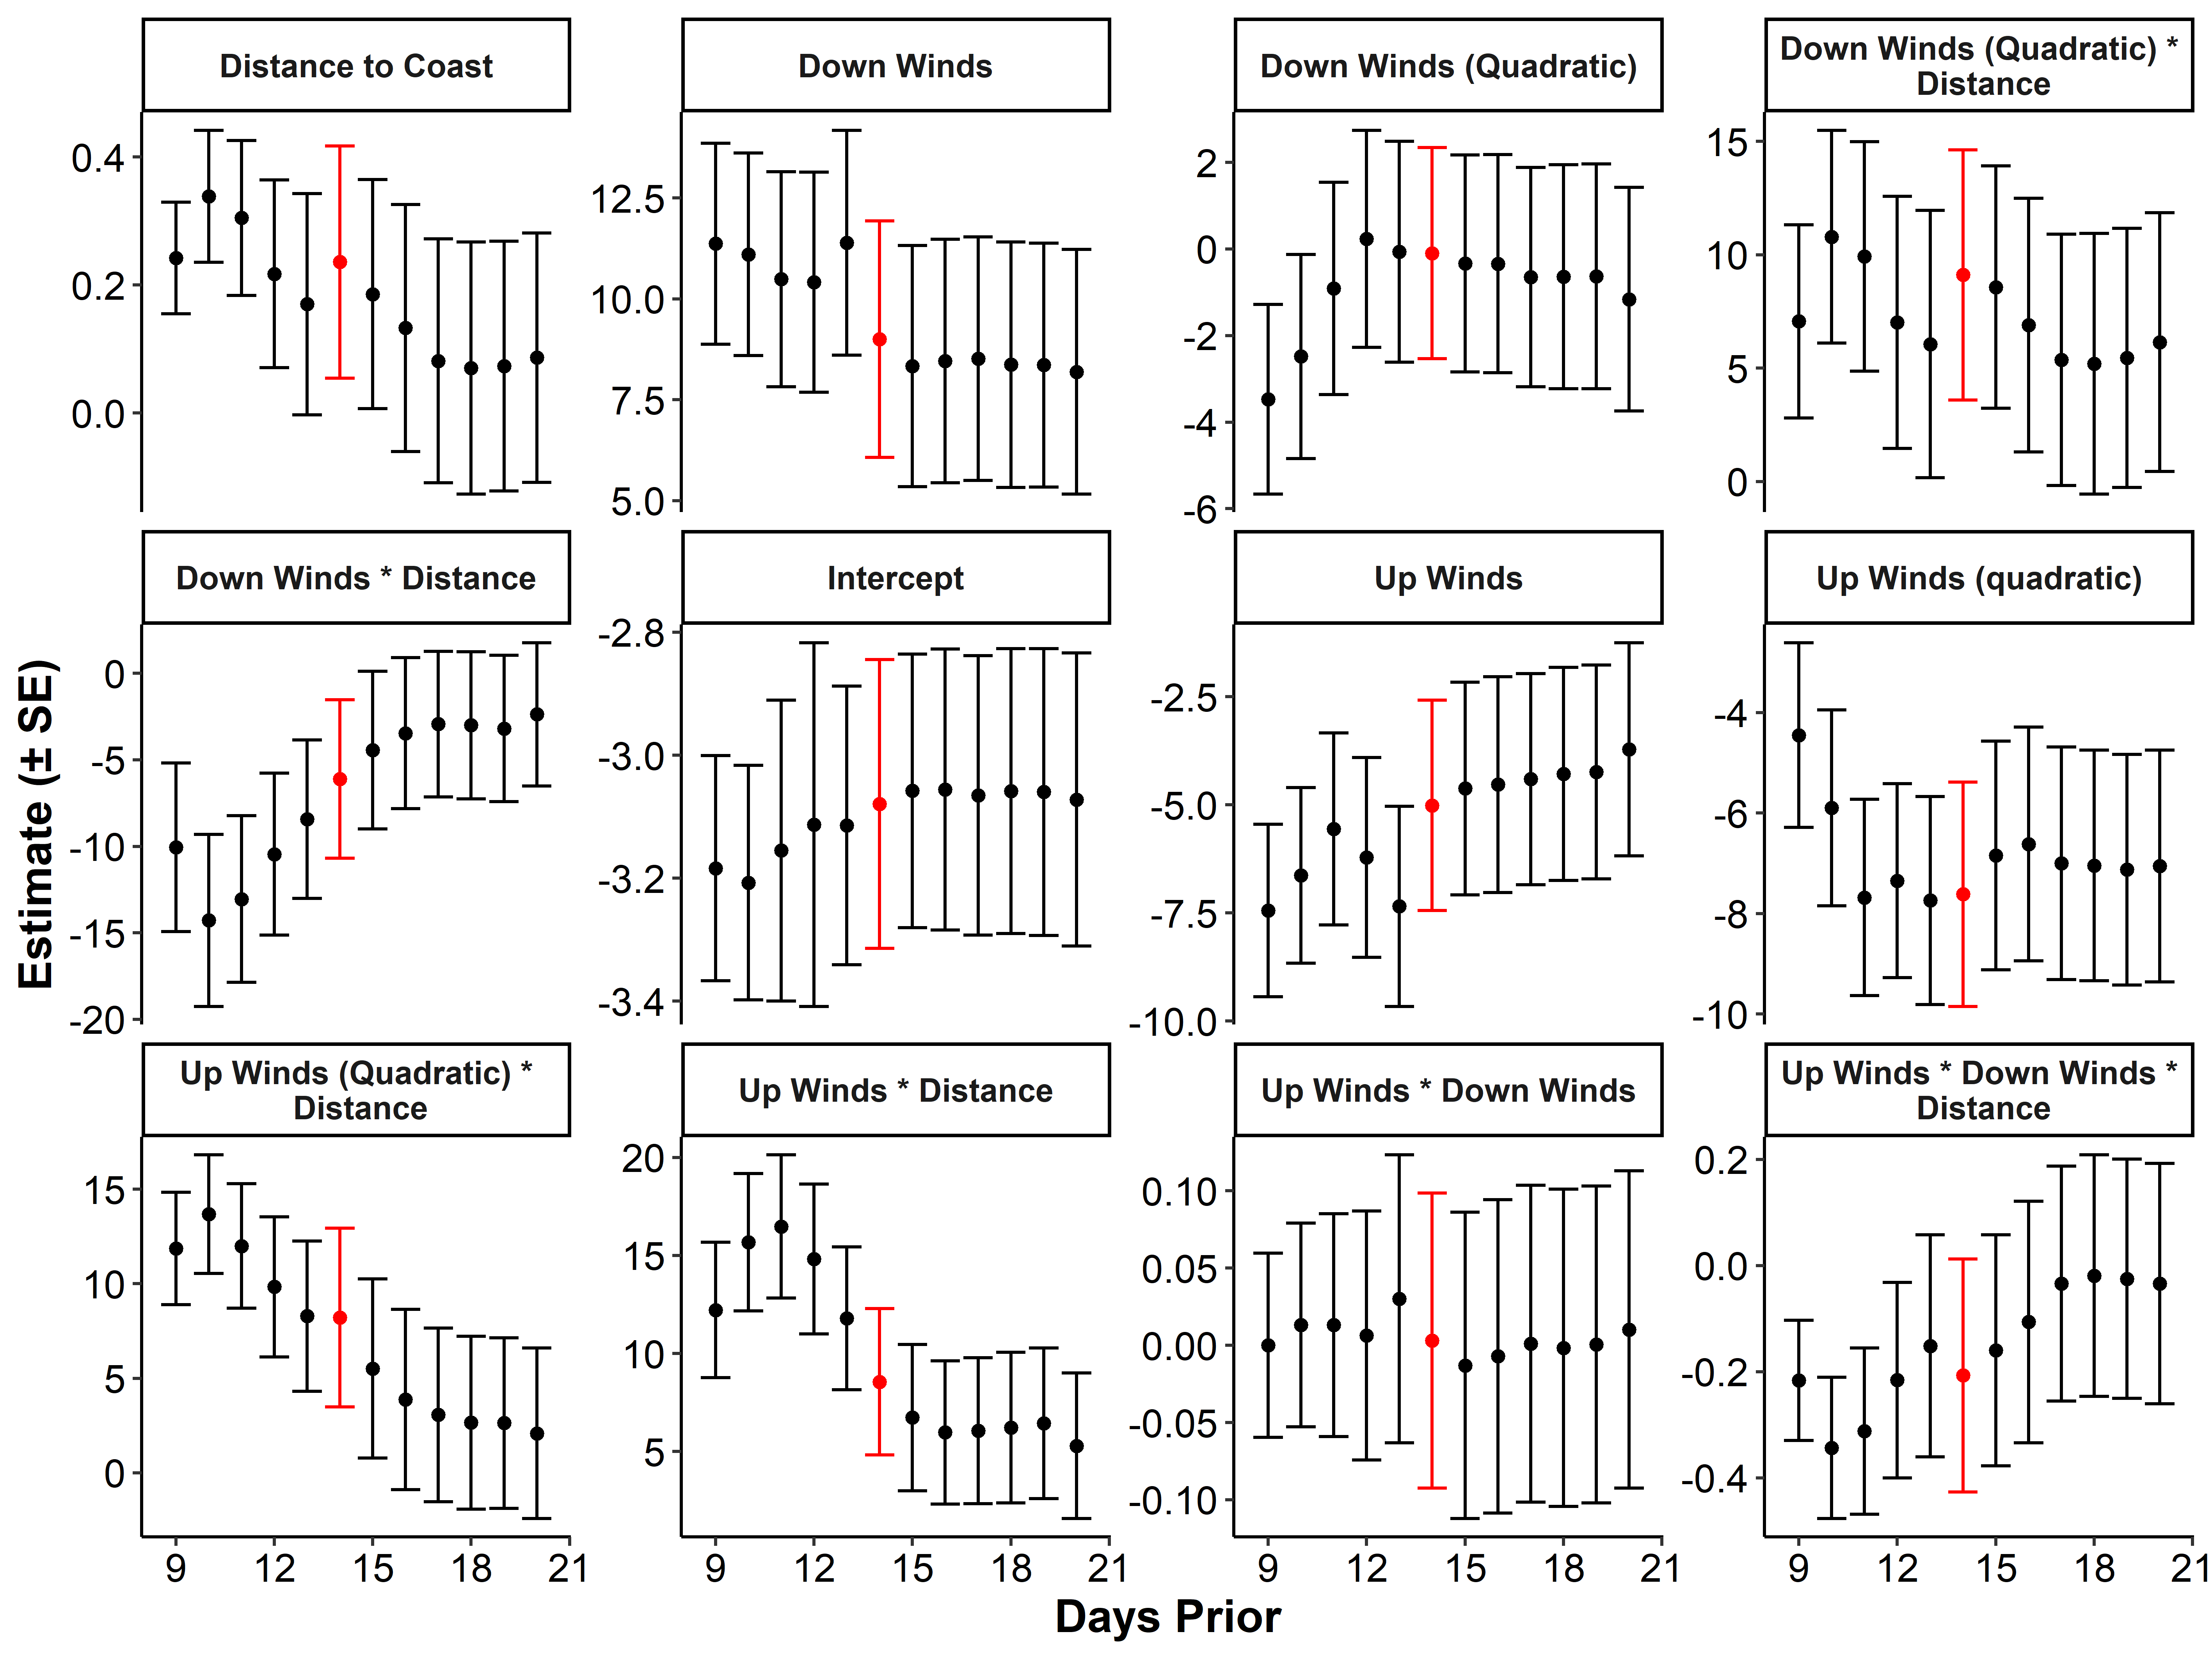 Distance to Coast
Down Winds
Down Winds (Quadratic)
Down Winds (Quadratic) *
Distance
0.4
0.2
0.0
12.5
10.0
7.5
5.0
2
0
-2
-4
-6
15
10
5
0
Down Winds * Distance
Intercept
Up Winds
Up Winds (quadratic)
0
-5
-10
-15
-20
-2.8
-3.0
-3.2
-3.4
-2.5
-5.0
-7.5
-10.0
-4
-6
-8
-10
Up Winds (Quadratic) *
Distance
Up Winds * Distance
Up Winds * Down Winds
Up Winds * Down Winds *
Distance
15
10
5
0
20
15
10
5
0.10
0.05
0.00
-0.05
-0.10
0.2
0.0
-0.2
-0.4
9 12 15 18 21
9 12 15 18 21
9 12 15 18 21
9 12 15 18 21
Days Prior
Estimate (± SE)